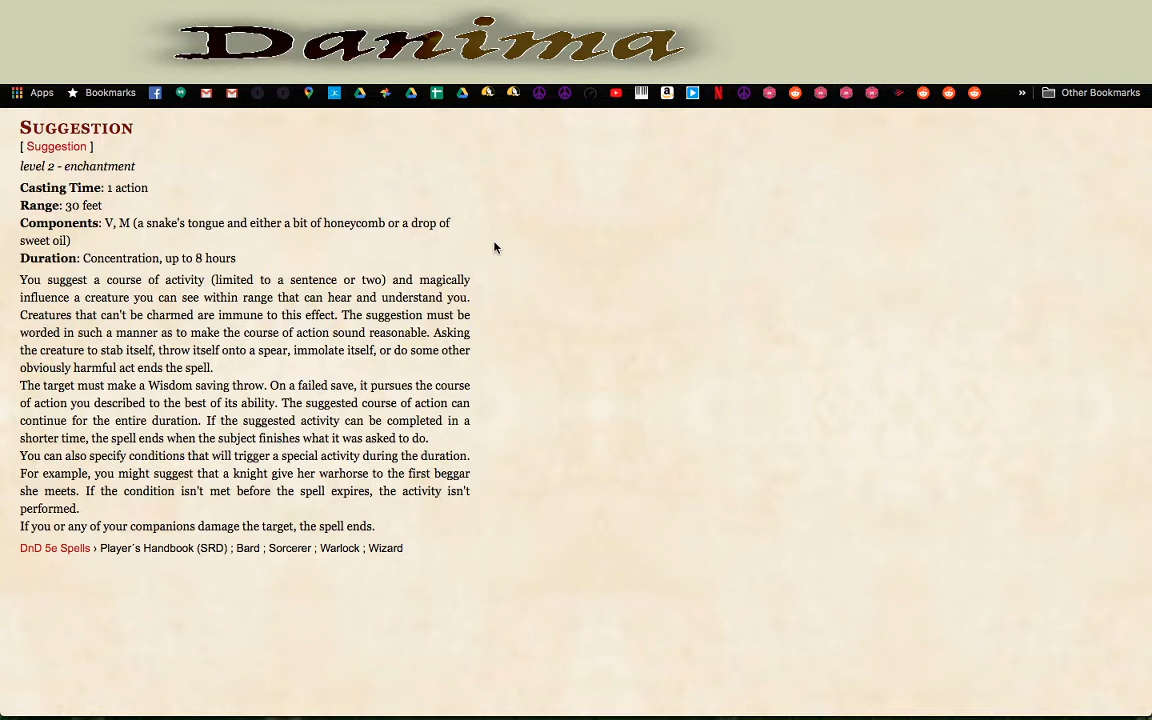 Danima
Apps Bookmarks » Other Bookmarks
SUGGESTION
[ Suggestion ]
level 2 - enchantment
Casting Time: 1 action
Range: 30 feet
Components: V, M (a snake's tongue and either a bit of honeycomb or a drop of
sweet oil)
Duration: Concentration, up to 8 hours
You suggest a course of activity (limited to a sentence or two) and magically
influence a creature you can see within range that can hear and understand you.
Creatures that can't be charmed are immune to this effect. The suggestion must be
worded in such a manner as to make the course of action sound reasonable. Asking
the creature to stab itself, throw itself onto a spear, immolate itself, or do some other
obviously harmful act ends the spell.
The target must make a Wisdom saving throw. On a failed save, it pursues the course
of action you described to the best of its ability. The suggested course of action can
continue for the entire duration. If the suggested activity can be completed in a
shorter time, the spell ends when the subject finishes what it was asked to do.
You can also specify conditions that will trigger a special activity during the duration.
For example, you might suggest that a knight give her warhorse to the first beggar
she meets. If the condition isn't met before the spell expires, the activity isn't
performed.
If you or any of your companions damage the target, the spell ends.
DnD 5e Spells › Player´s Handbook (SRD) ; Bard ; Sorcerer ; Warlock ; Wizard